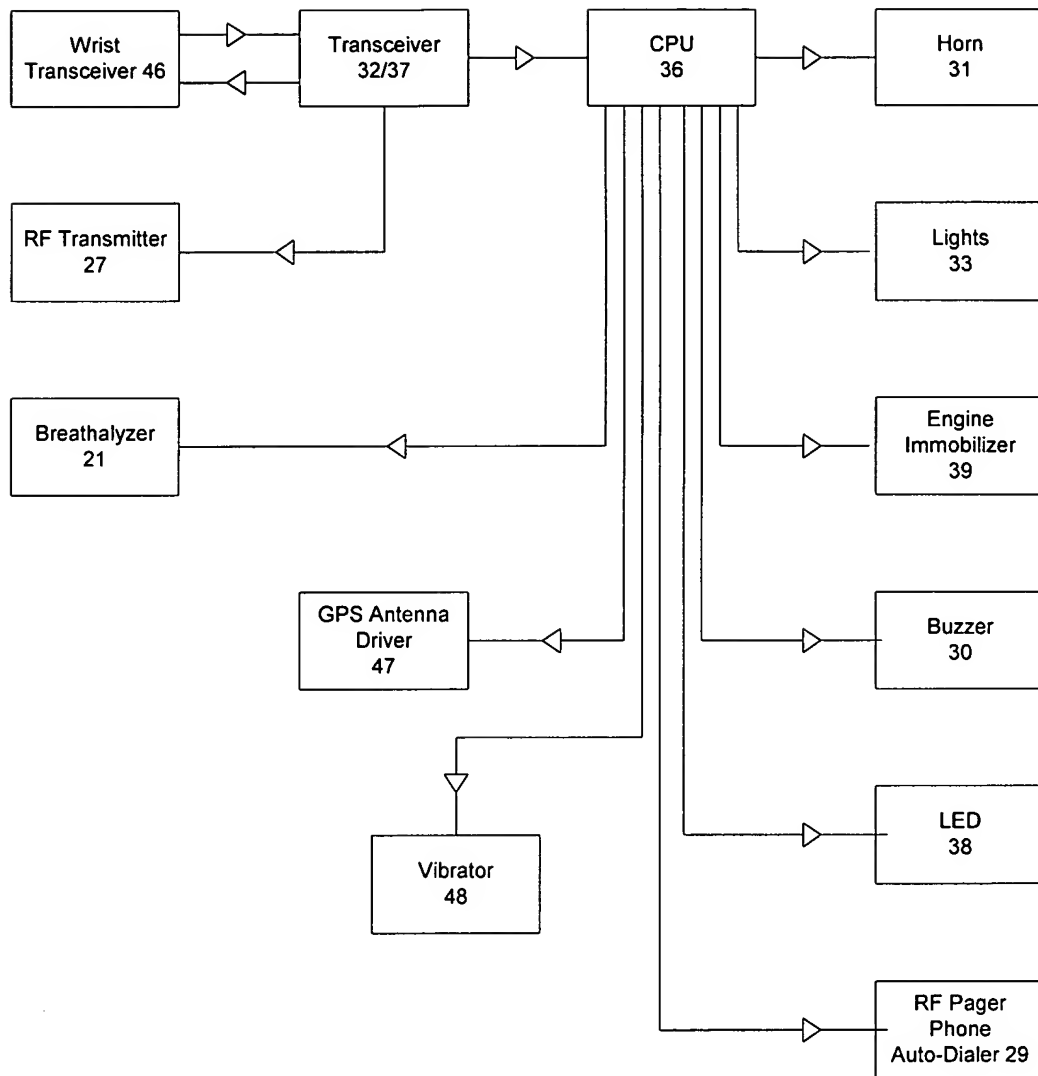 Wrist
Transceiver 46
Transceiver
32/37
CPU
36
Horn
31
RF Transmitter
27
Lights
33
Breathalyzer
21
Engine
Immobilizer
39
GPS Antenna
Driver
47
Buzzer
30
Vibrator
48
LED
38
RF Pager
Phone
Auto-Dialer 29